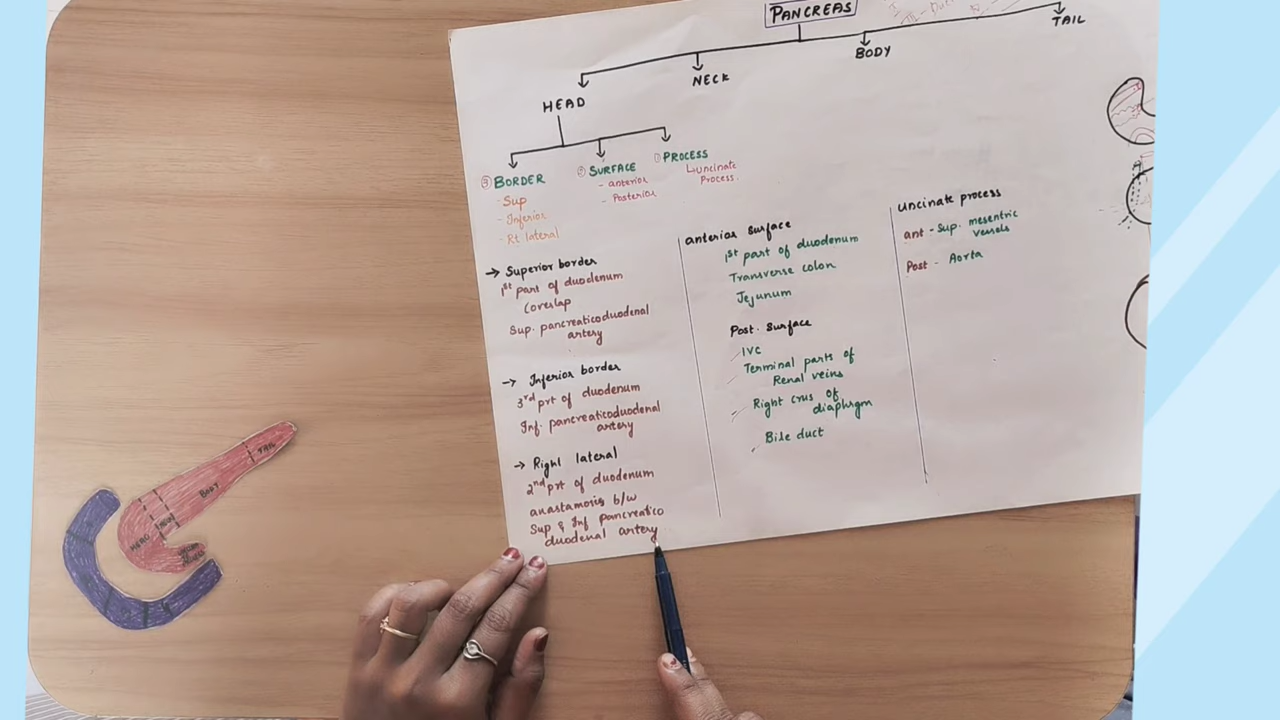 PANCREAS
HEAD
NECK
BODY
TAIL
③ BORDER
- Sup
- Inferior
- Rt lateral
② SURFACE
- anterior
- Posterior
① PROCESS
Uncinate
Process.
→ Superior border
1st part of duodenum
(overlap
Sup. pancreaticoduodenal
artery
→ Inferior border
3rd prt of duodenum
Inf. pancreaticoduodenal
artery
→ Right lateral
2nd prt of duodenum
anastamosis b/w
Sup & Inf pancreatico
duodenal artery
anterior surface
1st part of duodenum
Transverse colon
Jejunum
Post. surface
IVC
Terminal parts of
Renal veins
Right crus of
diaphrgm
Bile duct
Uncinate process
ant - Sup. mesentric
vessels
Post - Aorta
TAIL
BODY
HEAD